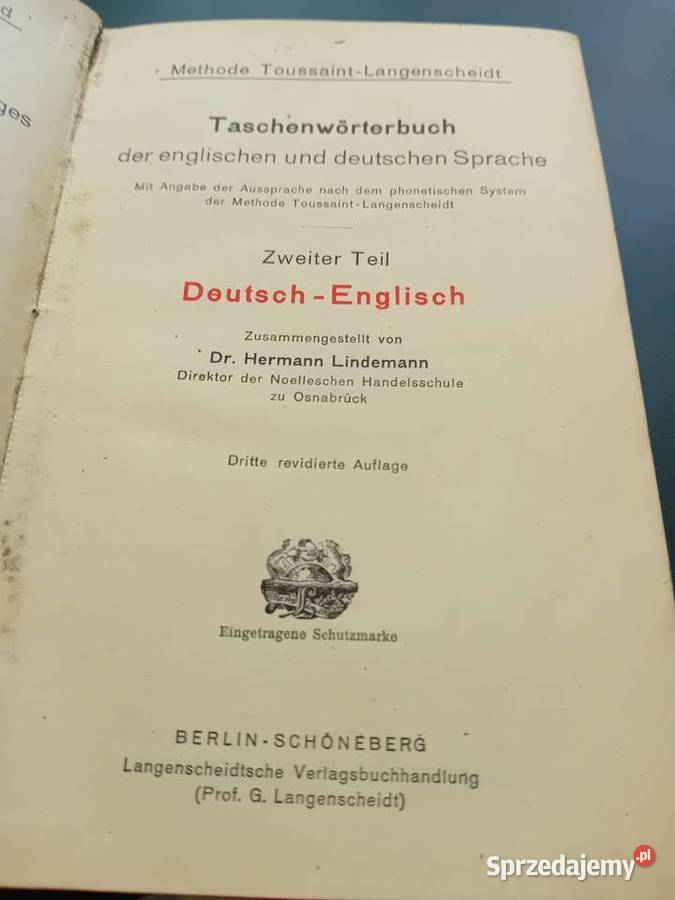 d
ges
Methode Toussaint-Langenscheidt
Taschenwörterbuch
der englischen und deutschen Sprache
Mit Angabe der Aussprache nach dem phonetischen System
der Methode Toussaint-Langenscheidt
Zweiter Teil
Deutsch-Englisch
Zusammengestellt von
Dr. Hermann Lindemann
Direktor der Noelleschen Handelsschule
zu Osnabrück
Dritte revidierte Auflage
Eingetragene Schutzmarke
BERLIN-SCHÖNEBERG
Langenscheidtsche Verlagsbuchhandlung
(Prof. G. Langenscheidt)
Sprzedajemy.pl